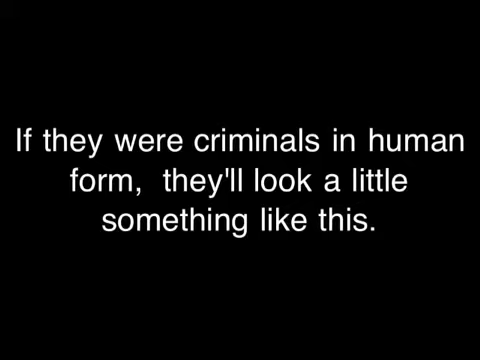 If they were criminals in human
form,  they'll look a little
something like this.